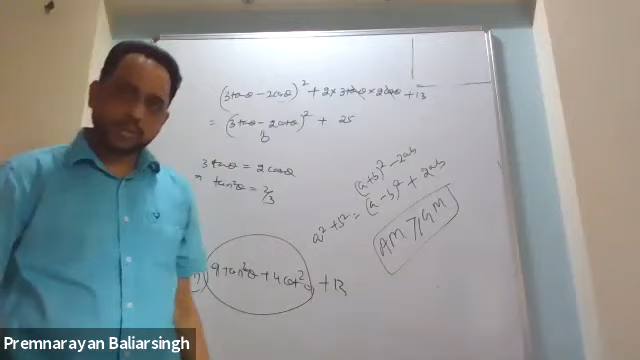 (3tanθ - 2cotθ)² + 2 × 3tanθ × 2cotθ + 13
= (3tanθ - 2cotθ)² + 25
3tanθ = 2cotθ
tan²θ = 2/3
(a+b)² - 2ab
a² + b² = (a-b)² + 2ab
AM ≥ GM
9tan²θ + 4cot²θ + 13
Premnarayan Baliarsingh